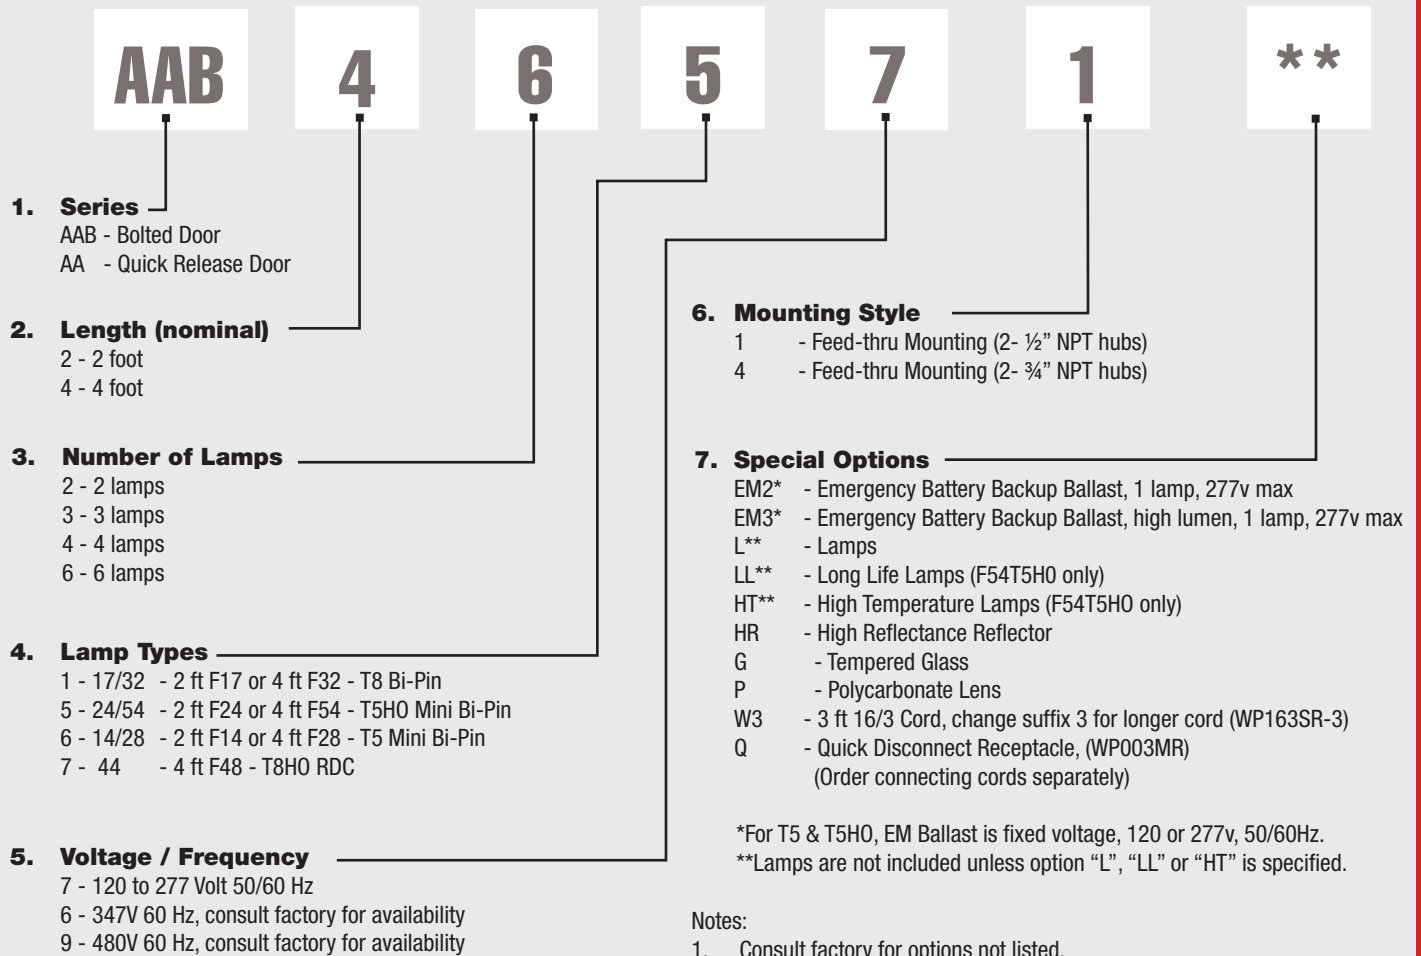 AAB 4 6 5 7 1 **
1. Series
AAB - Bolted Door
AA - Quick Release Door
2. Length (nominal)
2 - 2 foot
4 - 4 foot
3. Number of Lamps
2 - 2 lamps
3 - 3 lamps
4 - 4 lamps
6 - 6 lamps
4. Lamp Types
1 - 17/32 - 2 ft F17 or 4 ft F32 - T8 Bi-Pin
5 - 24/54 - 2 ft F24 or 4 ft F54 - T5HO Mini Bi-Pin
6 - 14/28 - 2 ft F14 or 4 ft F28 - T5 Mini Bi-Pin
7 - 44 - 4 ft F48 - T8HO RDC
5. Voltage / Frequency
7 - 120 to 277 Volt 50/60 Hz
6 - 347V 60 Hz, consult factory for availability
9 - 480V 60 Hz, consult factory for availability
6. Mounting Style
1 - Feed-thru Mounting (2- ½” NPT hubs)
4 - Feed-thru Mounting (2- ¾” NPT hubs)
7. Special Options
EM2* - Emergency Battery Backup Ballast, 1 lamp, 277v max
EM3* - Emergency Battery Backup Ballast, high lumen, 1 lamp, 277v max
L** - Lamps
LL** - Long Life Lamps (F54T5H0 only)
HT** - High Temperature Lamps (F54T5HO only)
HR - High Reflectance Reflector
G - Tempered Glass
P - Polycarbonate Lens
W3 - 3 ft 16/3 Cord, change suffix 3 for longer cord (WP163SR-3)
Q - Quick Disconnect Receptacle, (WP003MR)
(Order connecting cords separately)
*For T5 & T5HO, EM Ballast is fixed voltage, 120 or 277v, 50/60Hz.
**Lamps are not included unless option “L”, “LL” or “HT” is specified.
Notes:
1. Consult factory for options not listed.